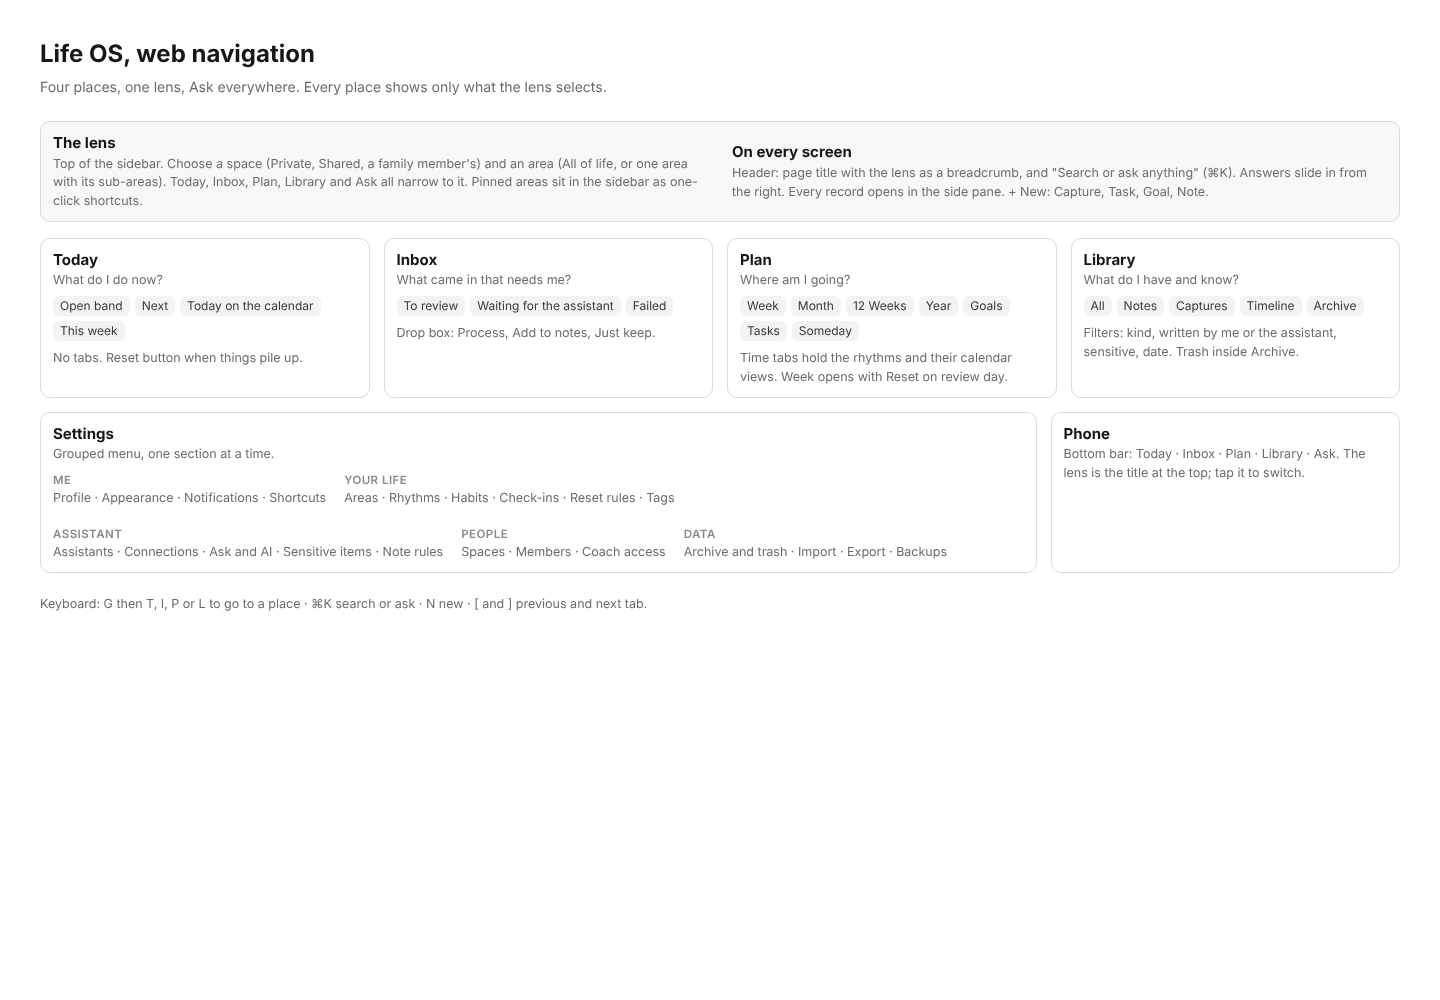 Life OS, web navigation
Four places, one lens, Ask everywhere. Every place shows only what the lens selects.
The lens
Top of the sidebar. Choose a space (Private, Shared, a family member's) and an area (All of life, or one area
with its sub-areas). Today, Inbox, Plan, Library and Ask all narrow to it. Pinned areas sit in the sidebar as one-
click shortcuts.
On every screen
Header: page title with the lens as a breadcrumb, and "Search or ask anything" (⌘K). Answers slide in from
the right. Every record opens in the side pane. + New: Capture, Task, Goal, Note.
Today
What do I do now?
Open band Next Today on the calendar
This week
No tabs. Reset button when things pile up.
Inbox
What came in that needs me?
To review Waiting for the assistant Failed
Drop box: Process, Add to notes, Just keep.
Plan
Where am I going?
Week Month 12 Weeks Year Goals
Tasks Someday
Time tabs hold the rhythms and their calendar
views. Week opens with Reset on review day.
Library
What do I have and know?
All Notes Captures Timeline Archive
Filters: kind, written by me or the assistant,
sensitive, date. Trash inside Archive.
Settings
Grouped menu, one section at a time.
ME
Profile · Appearance · Notifications · Shortcuts
YOUR LIFE
Areas · Rhythms · Habits · Check-ins · Reset rules · Tags
ASSISTANT
Assistants · Connections · Ask and AI · Sensitive items · Note rules
PEOPLE
Spaces · Members · Coach access
DATA
Archive and trash · Import · Export · Backups
Phone
Bottom bar: Today · Inbox · Plan · Library · Ask. The
lens is the title at the top; tap it to switch.
Keyboard: G then T, I, P or L to go to a place · ⌘K search or ask · N new · [ and ] previous and next tab.